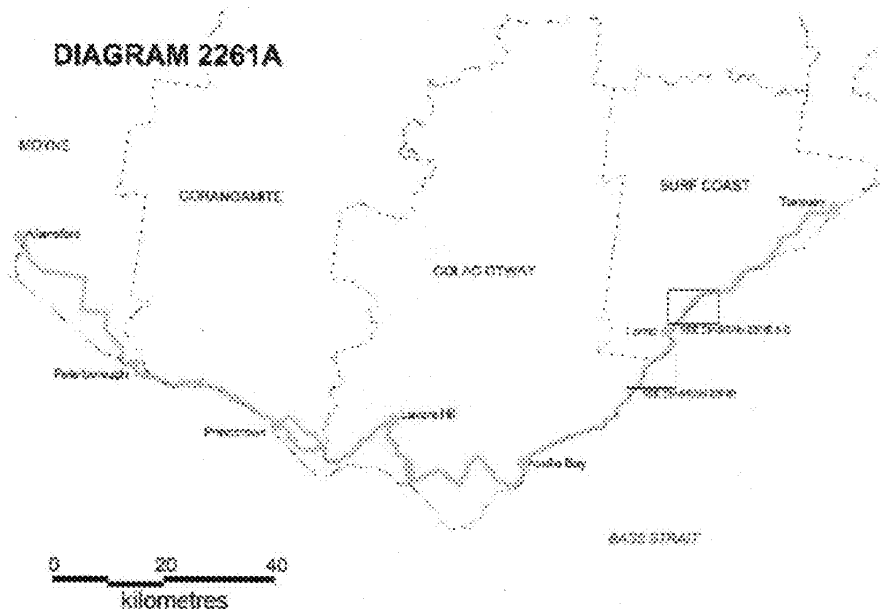 DIAGRAM 2261A
MOYNE
CORANGAMITE
SURF COAST
Torquay
Allansford
COLAC OTWAY
Lorne
Peterborough
Lavers Hill
Princetown
Apollo Bay
BASS STRAIT
0 20 40
kilometres